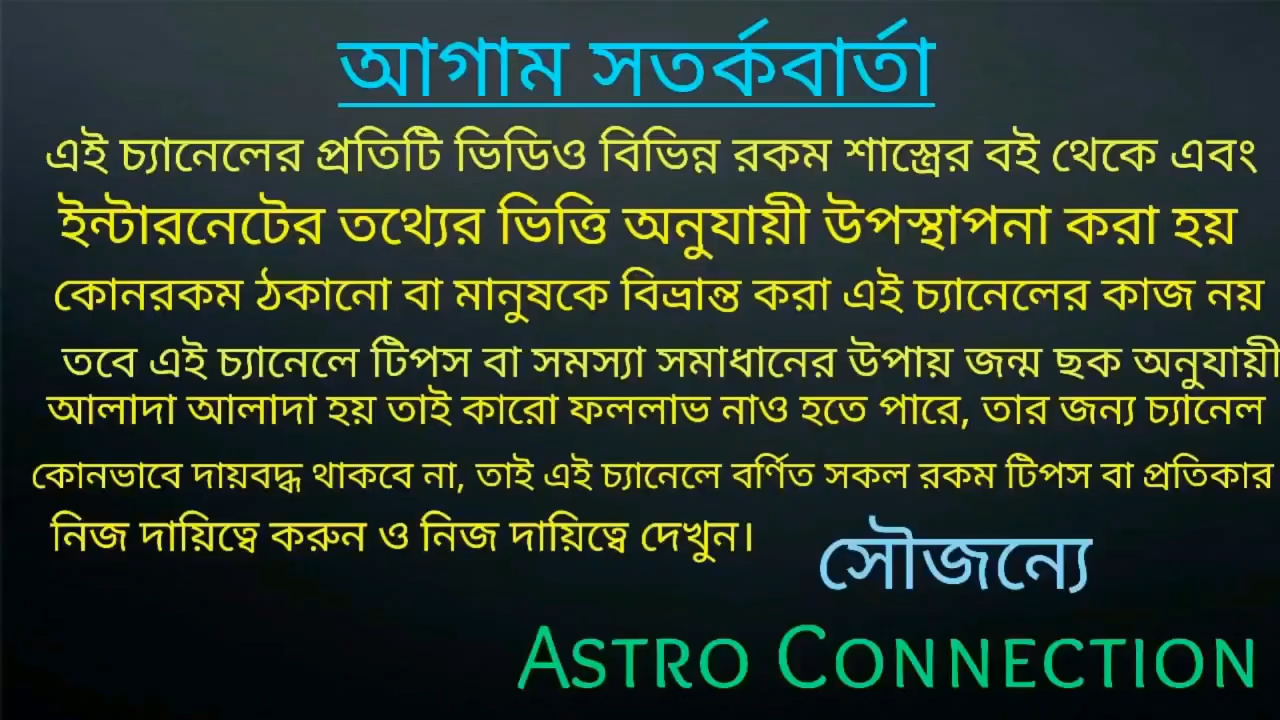 আগাম সতর্কবার্তা
এই চ্যানেলের প্রতিটি ভিডিও বিভিন্ন রকম শাস্ত্রের বই থেকে এবং
ইন্টারনেটের তথ্যের ভিত্তি অনুযায়ী উপস্থাপনা করা হয়
কোনরকম ঠকানো বা মানুষকে বিভ্রান্ত করা এই চ্যানেলের কাজ নয়
তবে এই চ্যানেলে টিপস বা সমস্যা সমাধানের উপায় জন্ম ছক অনুযায়ী
আলাদা আলাদা হয় তাই কারো ফললাভ নাও হতে পারে, তার জন্য চ্যানেল
কোনভাবে দায়বদ্ধ থাকবে না, তাই এই চ্যানেলে বর্ণিত সকল রকম টিপস বা প্রতিকার
নিজ দায়িত্বে করুন ও নিজ দায়িত্বে দেখুন।
সৌজন্যে
ASTRO CONNECTION